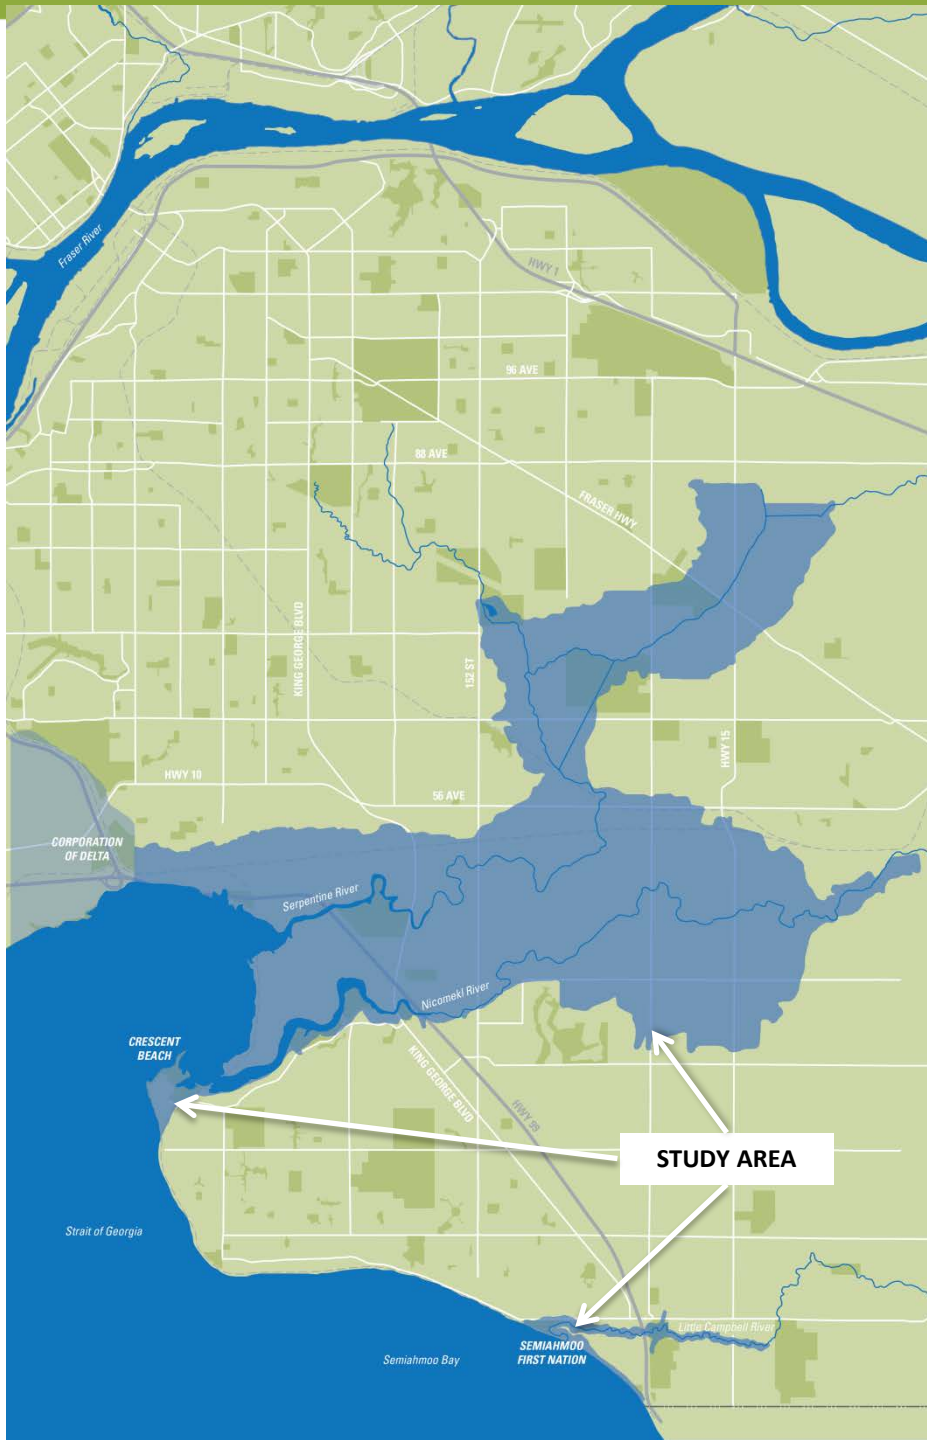 Fraser River
HWY 1
96 AVE
88 AVE
FRASER HWY
KING GEORGE BLVD
152 ST
HWY 15
HWY 10
56 AVE
CORPORATION
OF DELTA
Serpentine River
Nicomekl River
CRESCENT
BEACH
KING GEORGE BLVD
HWY 99
STUDY AREA
Strait of Georgia
Little Campbell River
SEMIAHMOO
FIRST NATION
Semiahmoo Bay